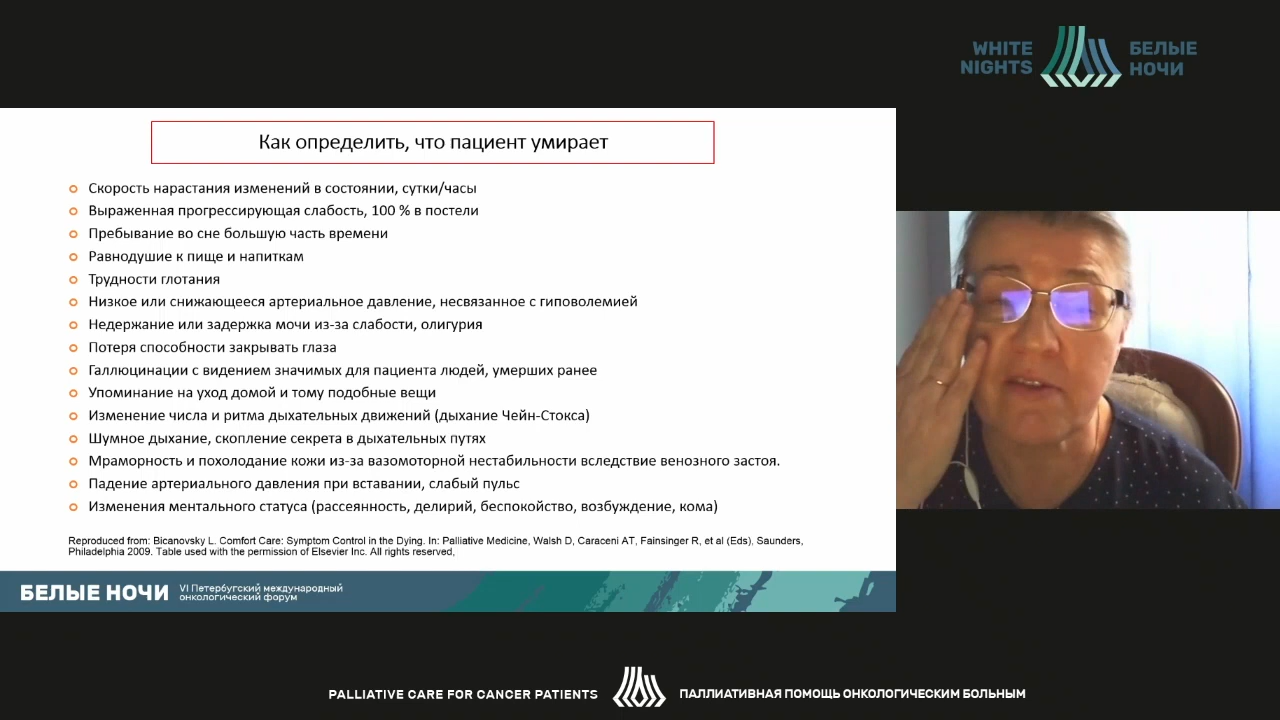 WHITE
NIGHTS
БЕЛЫЕ
НОЧИ
Как определить, что пациент умирает
Скорость нарастания изменений в состоянии, сутки/часы
Выраженная прогрессирующая слабость, 100 % в постели
Пребывание во сне большую часть времени
Равнодушие к пище и напиткам
Трудности глотания
Низкое или снижающееся артериальное давление, несвязанное с гиповолемией
Недержание или задержка мочи из-за слабости, олигурия
Потеря способности закрывать глаза
Галлюцинации с видением значимых для пациента людей, умерших ранее
Упоминание на уход домой и тому подобные вещи
Изменение числа и ритма дыхательных движений (дыхание Чейн-Стокса)
Шумное дыхание, скопление секрета в дыхательных путях
Мраморность и похолодание кожи из-за вазомоторной нестабильности вследствие венозного застоя.
Падение артериального давления при вставании, слабый пульс
Изменения ментального статуса (рассеянность, делирий, беспокойство, возбуждение, кома)
Reproduced from: Bicanovsky L. Comfort Care: Symptom Control in the Dying. In: Palliative Medicine, Walsh D, Caraceni AT, Fainsinger R, et al (Eds), Saunders,
Philadelphia 2009. Table used with the permission of Elsevier Inc. All rights reserved,
БЕЛЫЕ НОЧИ
VI Петербугский международный
онкологический форум
PALLIATIVE CARE FOR CANCER PATIENTS
ПАЛЛИАТИВНАЯ ПОМОЩЬ ОНКОЛОГИЧЕСКИМ БОЛЬНЫМ